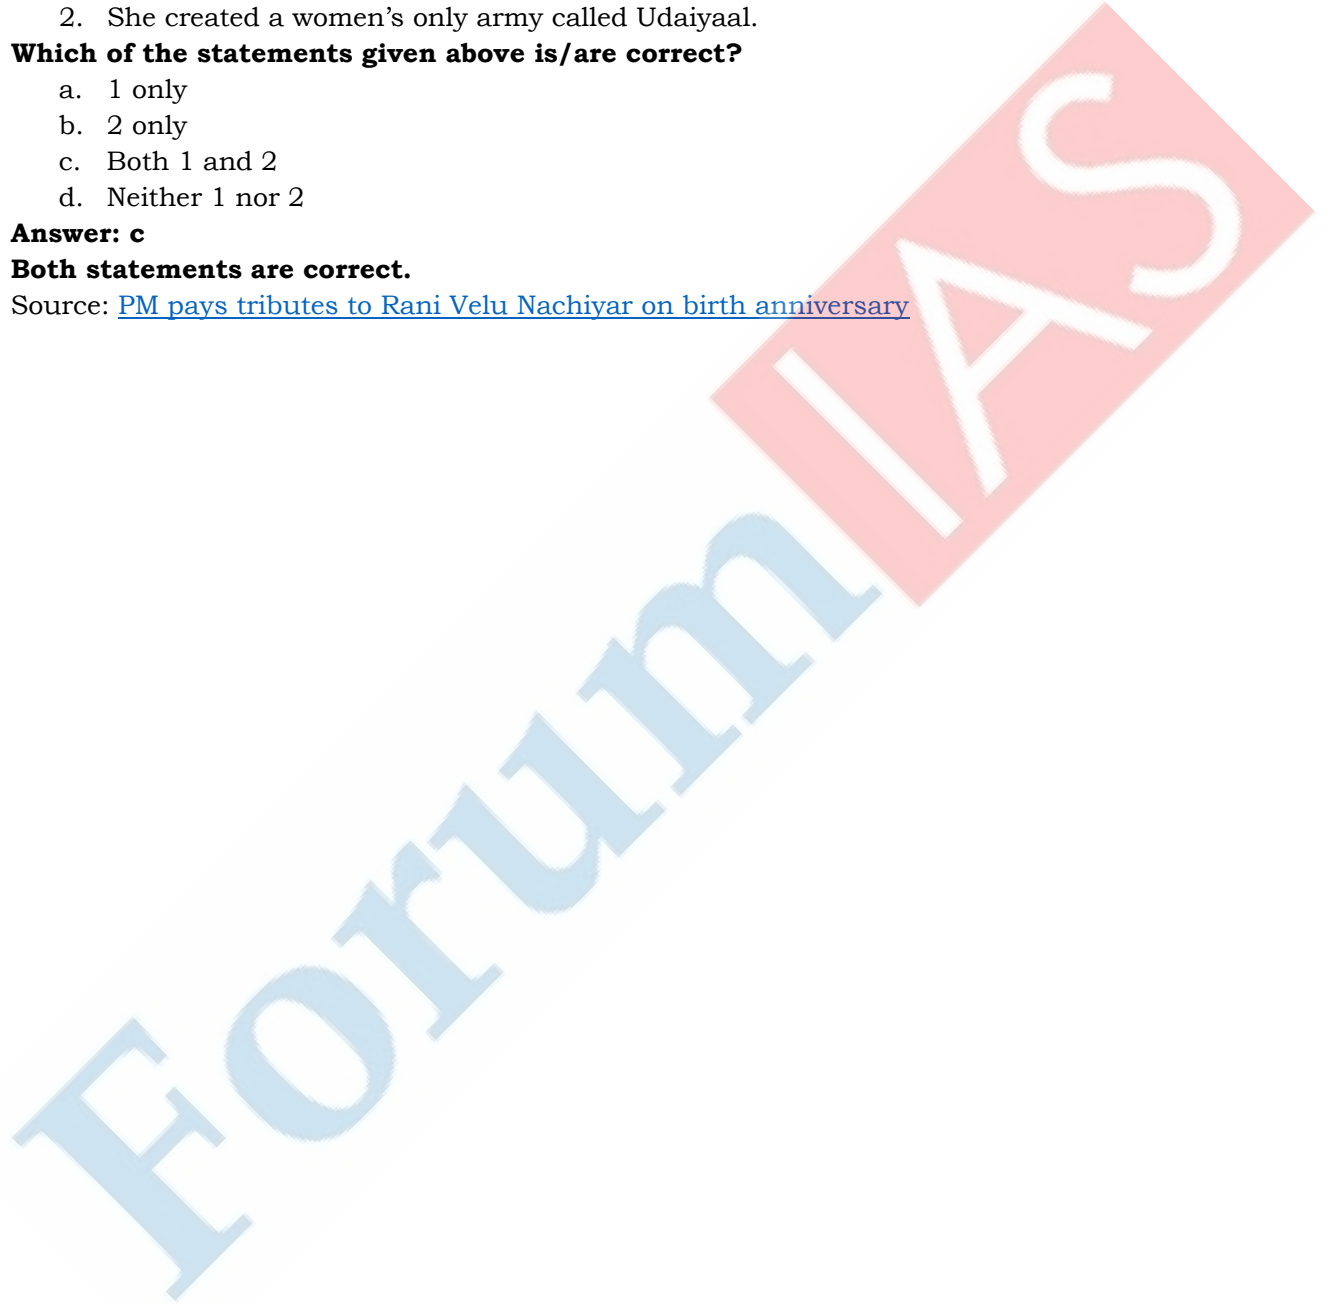 2. She created a women’s only army called Udaiyaal.
Which of the statements given above is/are correct?
a. 1 only
b. 2 only
c. Both 1 and 2
d. Neither 1 nor 2
Answer: c
Both statements are correct.
Source: PM pays tributes to Rani Velu Nachiyar on birth anniversary
Forum IAS